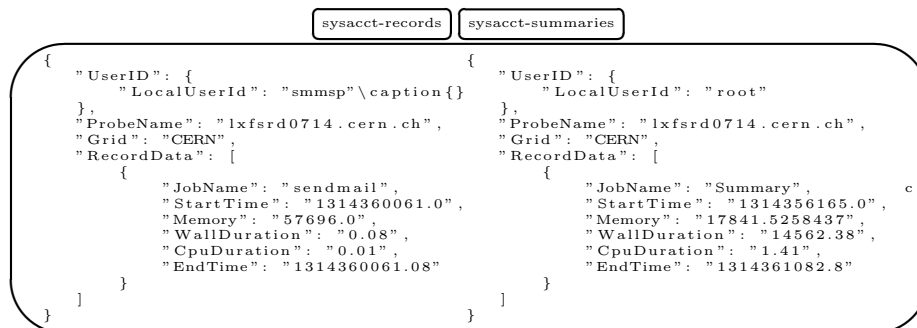 sysacct-records
sysacct-summaries
{
"UserID": {
"LocalUserId": "smmsp"\caption{}
},
"ProbeName": "lxfsrd0714.cern.ch",
"Grid": "CERN",
"RecordData": [
{
"JobName": "sendmail",
"StartTime": "1314360061.0",
"Memory": "57696.0",
"WallDuration": "0.08",
"CpuDuration": "0.01",
"EndTime": "1314360061.08"
}
]
}
{
"UserID": {
"LocalUserId": "root"
},
"ProbeName": "lxfsrd0714.cern.ch",
"Grid": "CERN",
"RecordData": [
{
"JobName": "Summary", c
"StartTime": "1314356165.0",
"Memory": "17841.5258437",
"WallDuration": "14562.38",
"CpuDuration": "1.41",
"EndTime": "1314361082.8"
}
]
}